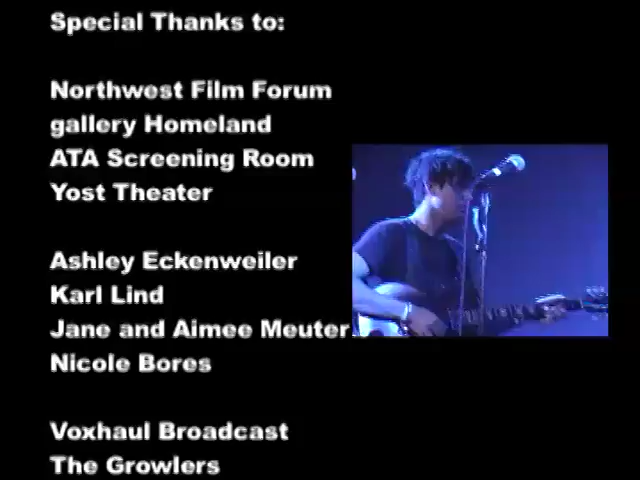 Special Thanks to:
Northwest Film Forum
gallery Homeland
ATA Screening Room
Yost Theater
Ashley Eckenweiler
Karl Lind
Jane and Aimee Meuter
Nicole Bores
Voxhaul Broadcast
The Growlers